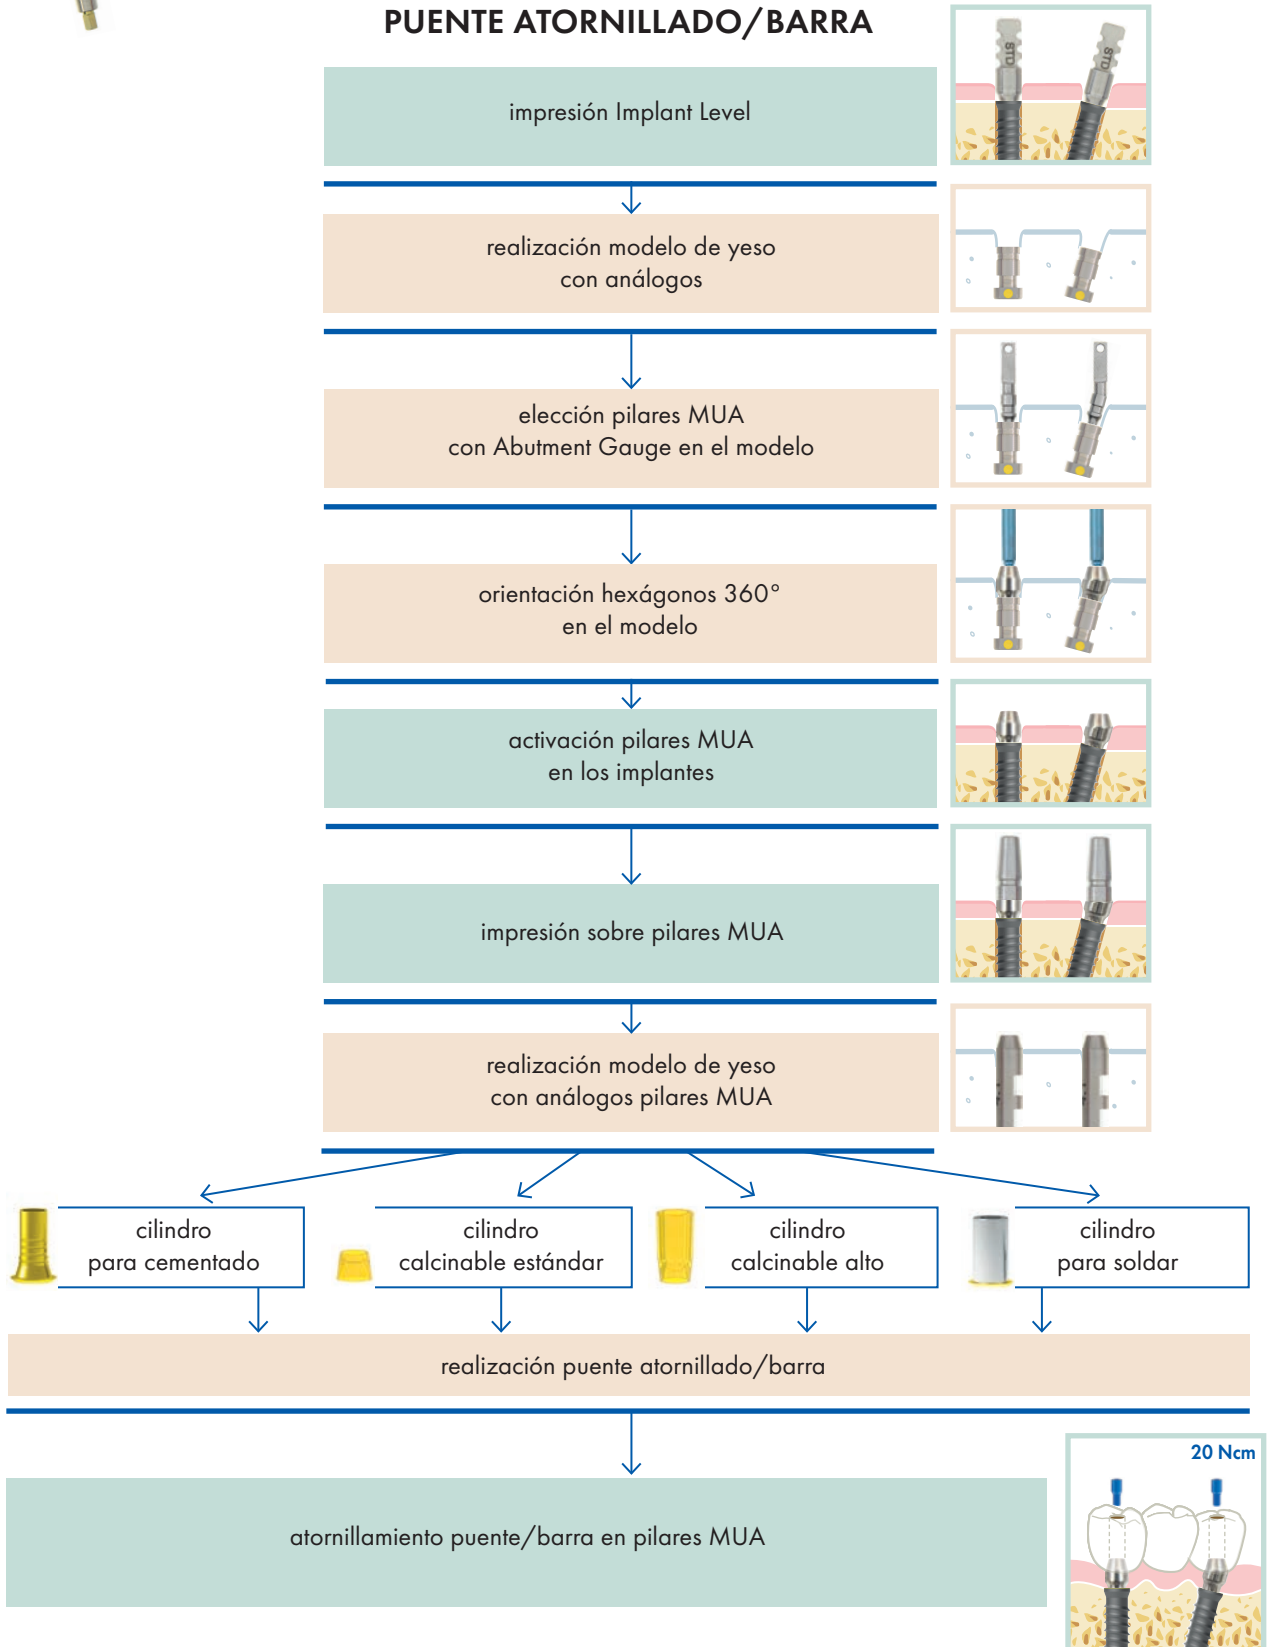 PUENTE ATORNILLADO/BARRA
impresión Implant Level
STD
STD
realización modelo de yeso
con análogos
elección pilares MUA
con Abutment Gauge en el modelo
orientación hexágonos 360°
en el modelo
activación pilares MUA
en los implantes
impresión sobre pilares MUA
realización modelo de yeso
con análogos pilares MUA
cilindro
para cementado
cilindro
calcinable estándar
cilindro
calcinable alto
cilindro
para soldar
realización puente atornillado/barra
20 Ncm
atornillamiento puente/barra en pilares MUA